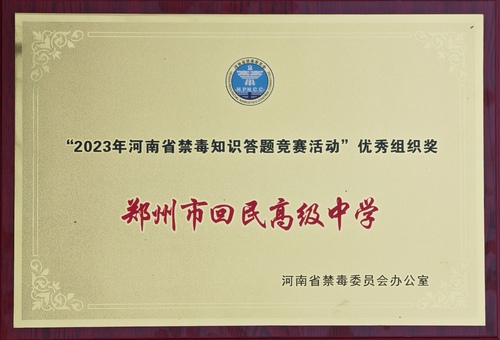 H.P.N.C.C.
“2023年河南省禁毒知识答题竞赛活动”优秀组织奖
郑州市回民高级中学
河南省禁毒委员会办公室